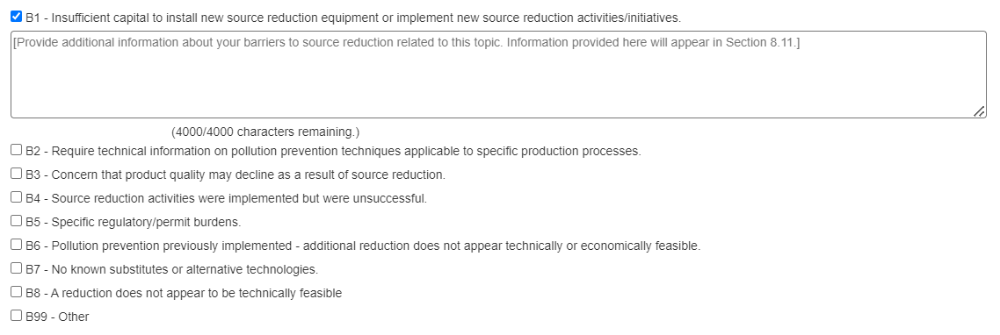 B1 - Insufficient capital to install new source reduction equipment or implement new source reduction activities/initiatives.
[Provide additional information about your barriers to source reduction related to this topic. Information provided here will appear in Section 8.11.]
(4000/4000 characters remaining.)
B2 - Require technical information on pollution prevention techniques applicable to specific production processes.
B3 - Concern that product quality may decline as a result of source reduction.
B4 - Source reduction activities were implemented but were unsuccessful.
B5 - Specific regulatory/permit burdens.
B6 - Pollution prevention previously implemented - additional reduction does not appear technically or economically feasible.
B7 - No known substitutes or alternative technologies.
B8 - A reduction does not appear to be technically feasible
B99 - Other